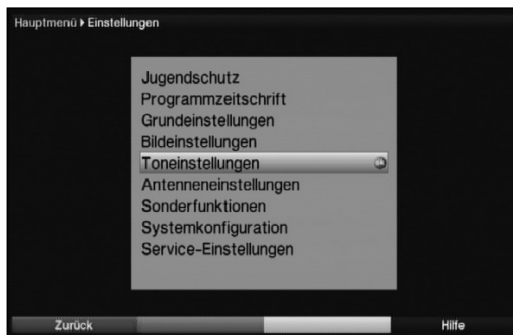 Hauptmenü ▶ Einstellungen
Jugendschutz
Programmzeitschrift
Grundeinstellungen
Bildeinstellungen
Toneinstellungen
Antenneneinstellungen
Sonderfunktionen
Systemkonfiguration
Service-Einstellungen
Zurück Hilfe